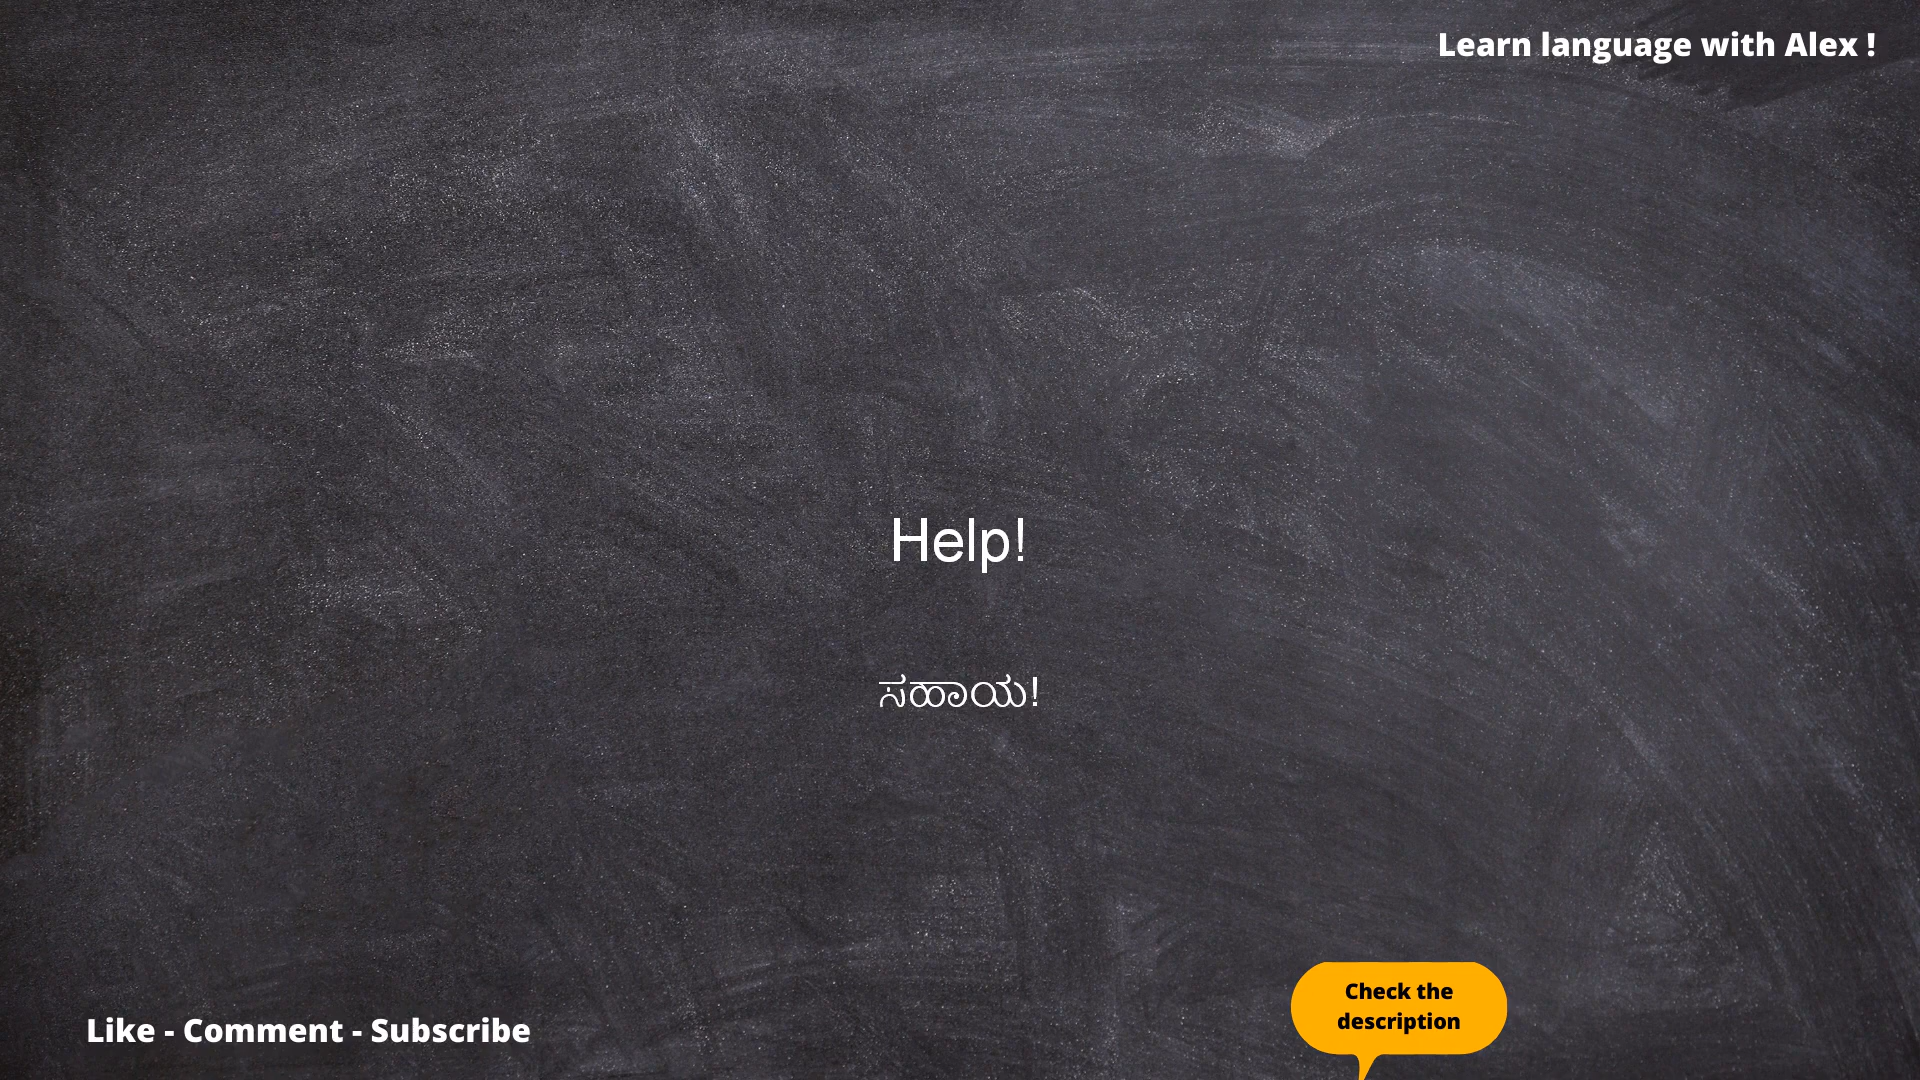 Learn language with Alex !
Help!
ಸಹಾಯ!
Check the
description
Like - Comment - Subscribe